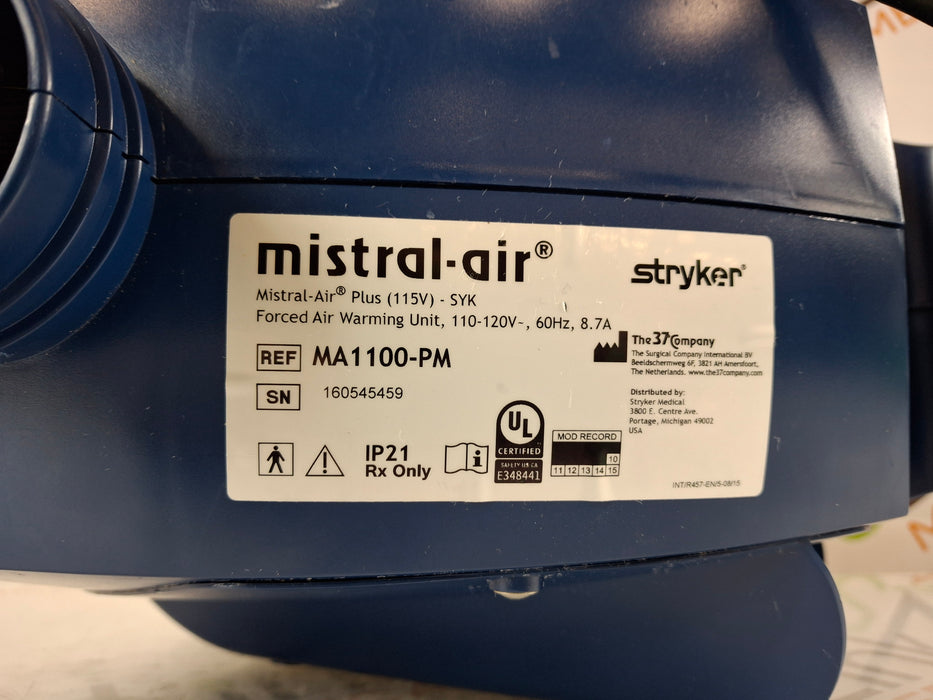 mistral-air®
stryker®
Mistral-Air® Plus (115V) - SYK
Forced Air Warming Unit, 110-120V~, 60Hz, 8.7A
REF MA1100-PM
SN 160545459
The 37Company
The Surgical Company International BV
Beeldschermweg 6F, 3821 AH Amersfoort,
The Netherlands. www.the37company.com
Distributed by:
Stryker Medical
3800 E. Centre Ave.
Portage, Michigan 49002
USA
IP21
Rx Only
i
UL
CERTIFIED
SAFETY US CA
E348441
MOD RECORD
10
11 12 13 14 15
INT/R457-EN/5-08/15